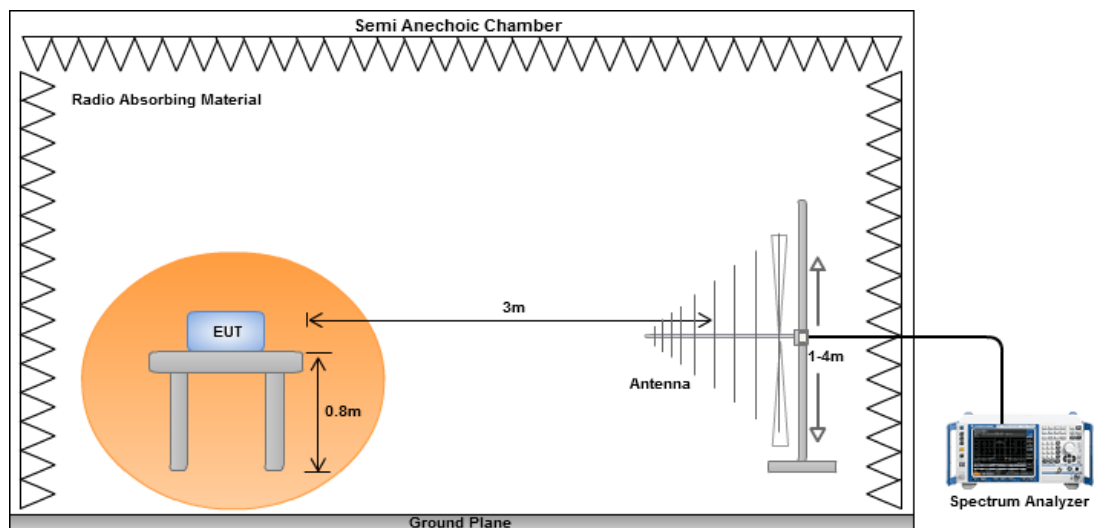 Semi Anechoic Chamber
Radio Absorbing Material
3m
EUT
1-4m
Antenna
0.8m
Spectrum Analyzer
Ground Plane